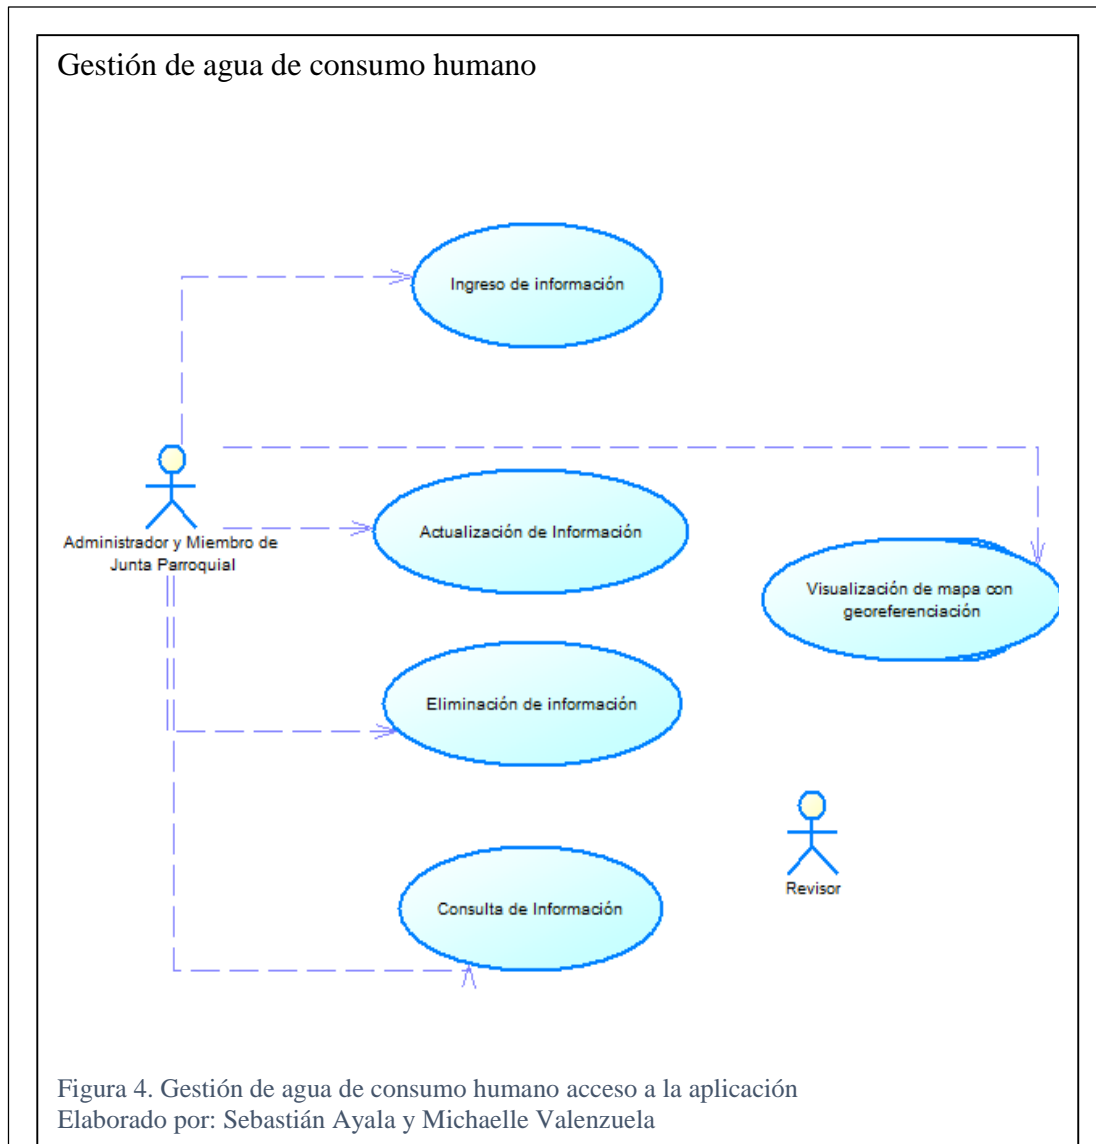 Gestión de agua de consumo humano
Ingreso de información
Administrador y Miembro de
Junta Parroquial
Actualización de Información
Visualización de mapa con
georeferenciación
Eliminación de información
Revisor
Consulta de Información
Figura 4. Gestión de agua de consumo humano acceso a la aplicación
Elaborado por: Sebastián Ayala y Michaelle Valenzuela